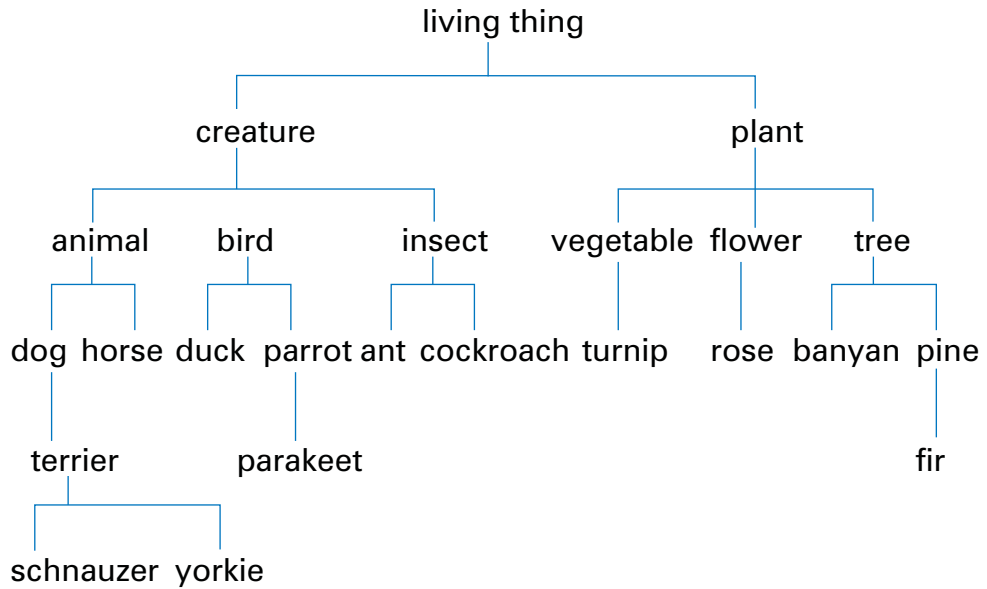 living thing
creature plant
animal bird insect vegetable flower tree
dog horse duck parrot ant cockroach turnip rose banyan pine
terrier parakeet fir
schnauzer yorkie